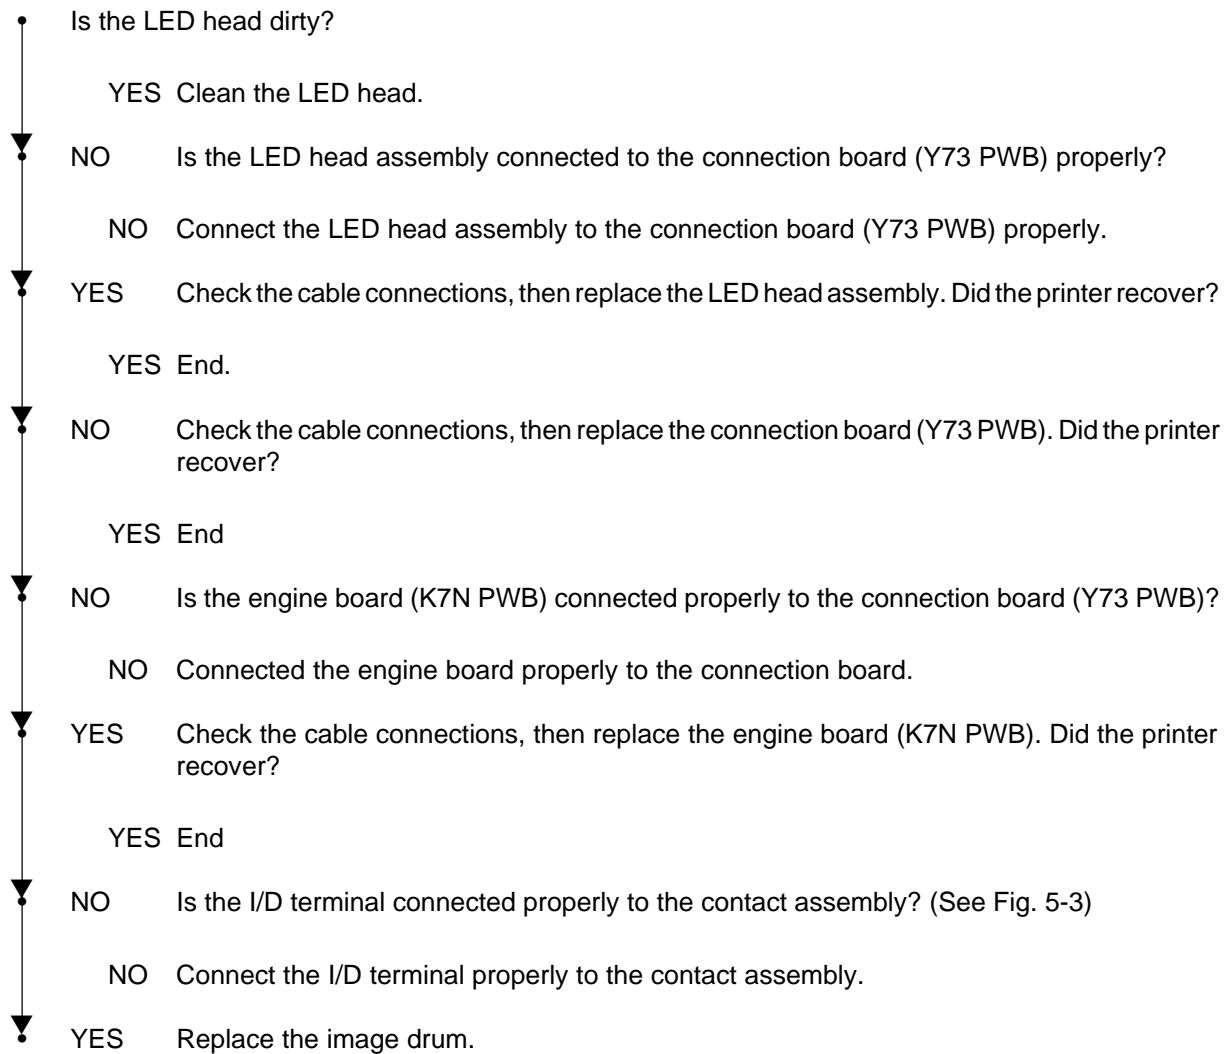 Is the LED head dirty?
YES Clean the LED head.
NO Is the LED head assembly connected to the connection board (Y73 PWB) properly?
NO Connect the LED head assembly to the connection board (Y73 PWB) properly.
YES Check the cable connections, then replace the LED head assembly. Did the printer recover?
YES End.
NO Check the cable connections, then replace the connection board (Y73 PWB). Did the printer
recover?
YES End
NO Is the engine board (K7N PWB) connected properly to the connection board (Y73 PWB)?
NO Connected the engine board properly to the connection board.
YES Check the cable connections, then replace the engine board (K7N PWB). Did the printer
recover?
YES End
NO Is the I/D terminal connected properly to the contact assembly? (See Fig. 5-3)
NO Connect the I/D terminal properly to the contact assembly.
YES Replace the image drum.